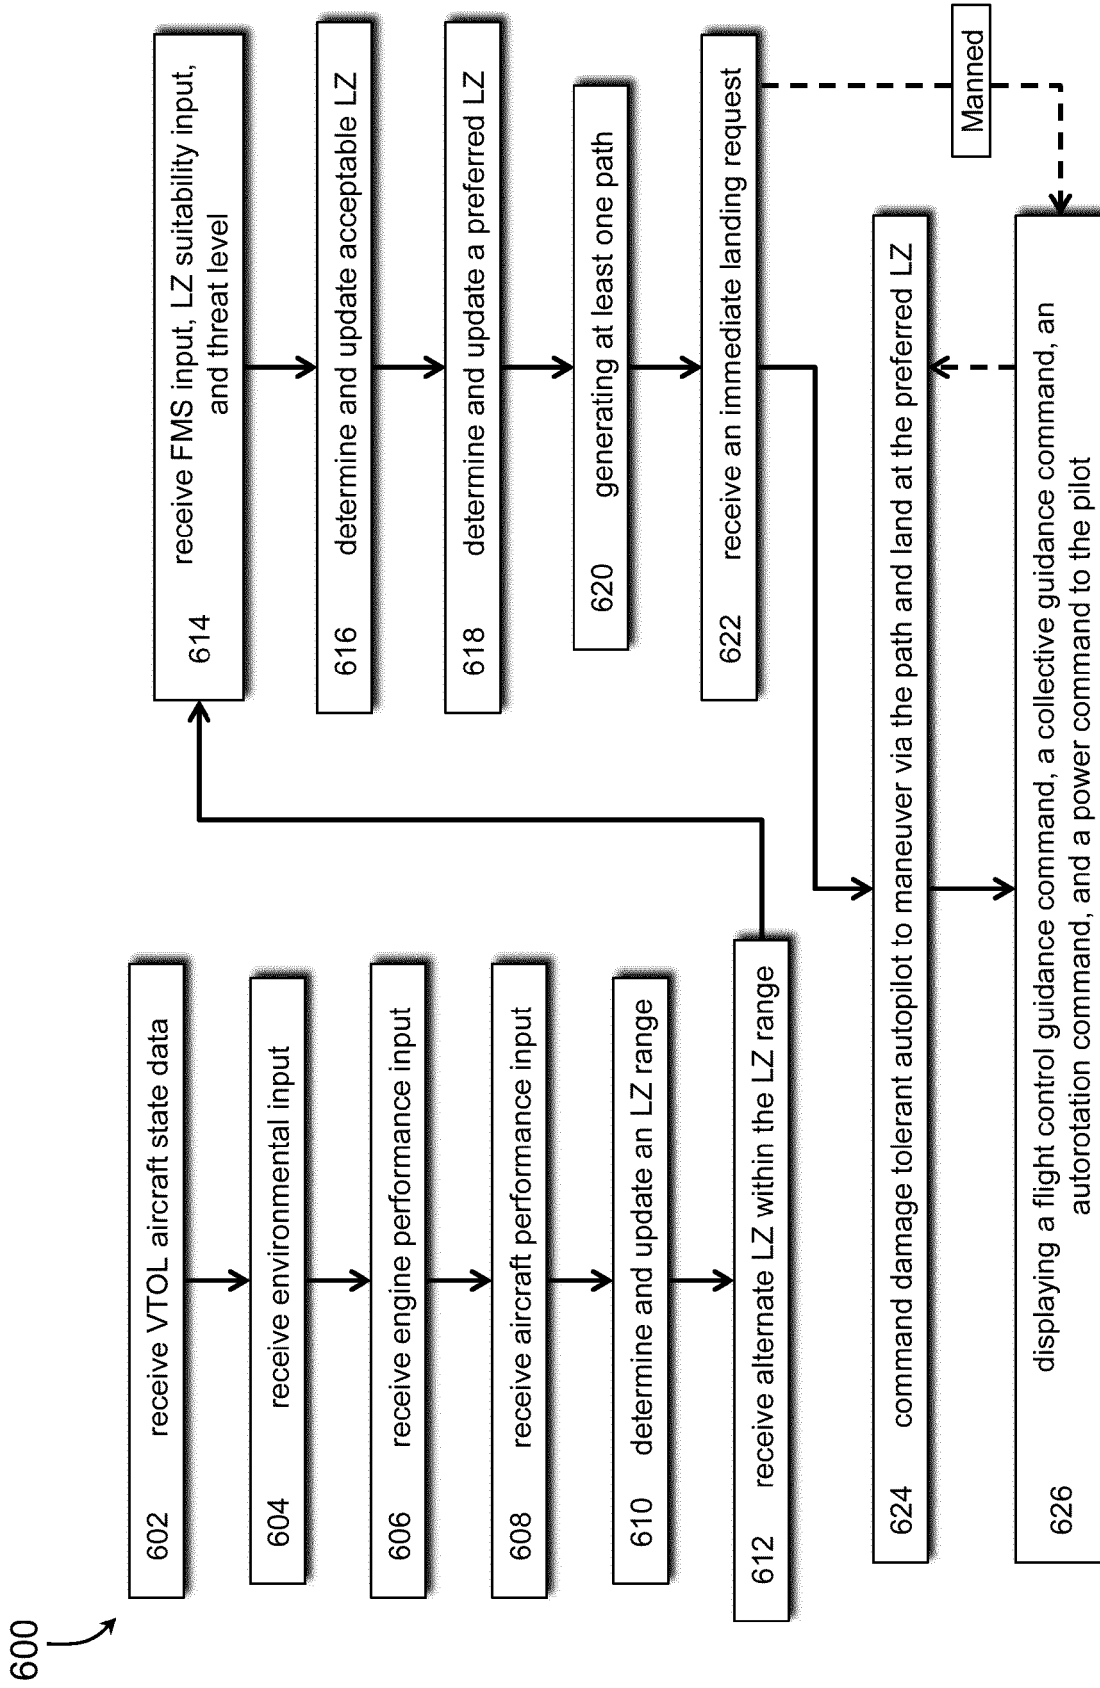 600
602 receive VTOL aircraft state data
604 receive environmental input
606 receive engine performance input
608 receive aircraft performance input
610 determine and update an LZ range
612 receive alternate LZ within the LZ range
614 receive FMS input, LZ suitability input,
and threat level
616 determine and update acceptable LZ
618 determine and update a preferred LZ
620 generating at least one path
622 receive an immediate landing request
Manned
624 command damage tolerant autopilot to maneuver via the path and land at the preferred LZ
626 displaying a flight control guidance command, a collective guidance command, an
autorotation command, and a power command to the pilot